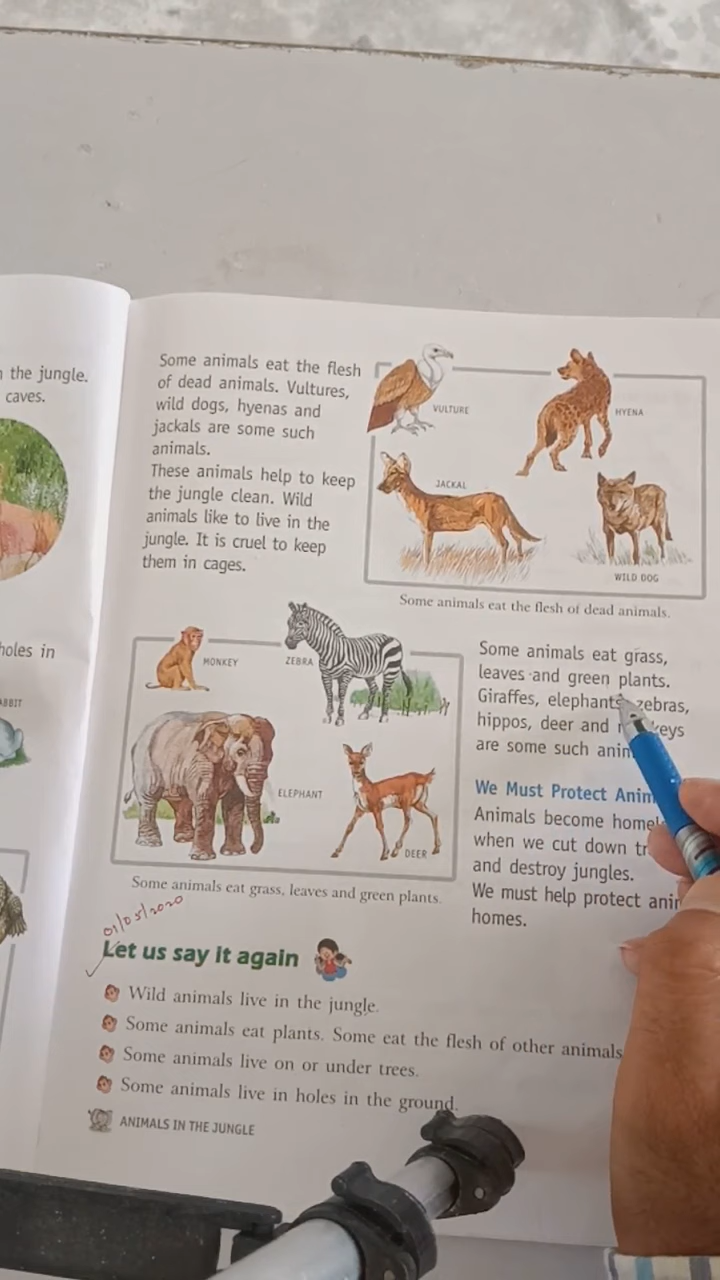 the jungle.
caves.
holes in
Some animals eat the flesh
of dead animals. Vultures,
wild dogs, hyenas and
jackals are some such
animals.
These animals help to keep
the jungle clean. Wild
animals like to live in the
jungle. It is cruel to keep
them in cages.
VULTURE
HYENA
JACKAL
WILD DOG
Some animals eat the flesh of dead animals.
MONKEY
ZEBRA
ELEPHANT
DEER
Some animals eat grass, leaves and green plants.
Some animals eat grass,
leaves and green plants.
Giraffes, elephants, zebras,
hippos, deer and
are some such
We Must Protect
Animals become
when we cut down
and destroy jungles.
We must help protect
homes.
01/05/2020
Let us say it again
Wild animals live in the jungle.
Some animals eat plants. Some eat the flesh of other animals
Some animals live on or under trees.
Some animals live in holes in the ground.
ANIMALS IN THE JUNGLE